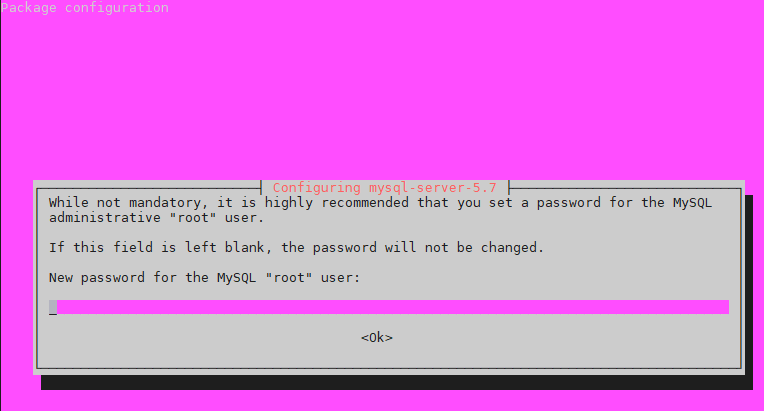 Package configuration
Configuring mysql-server-5.7
While not mandatory, it is highly recommended that you set a password for the MySQL
administrative "root" user.
If this field is left blank, the password will not be changed.
New password for the MySQL "root" user:
<Ok>